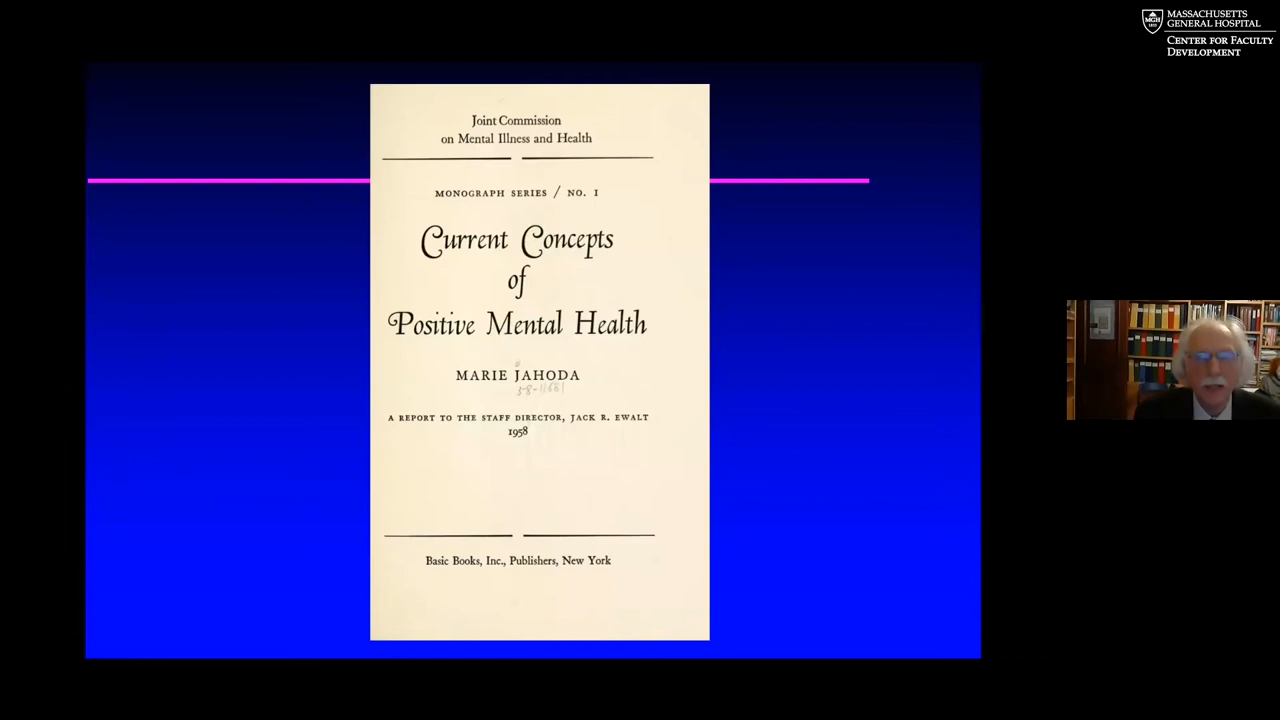 MASSACHUSETTS
GENERAL HOSPITAL
CENTER FOR FACULTY
DEVELOPMENT
MGH
1811
Joint Commission
on Mental Illness and Health
MONOGRAPH SERIES / NO. 1
Current Concepts
of
Positive Mental Health
MARIE JAHODA
A REPORT TO THE STAFF DIRECTOR, JACK R. EWALT
1958
Basic Books, Inc., Publishers, New York